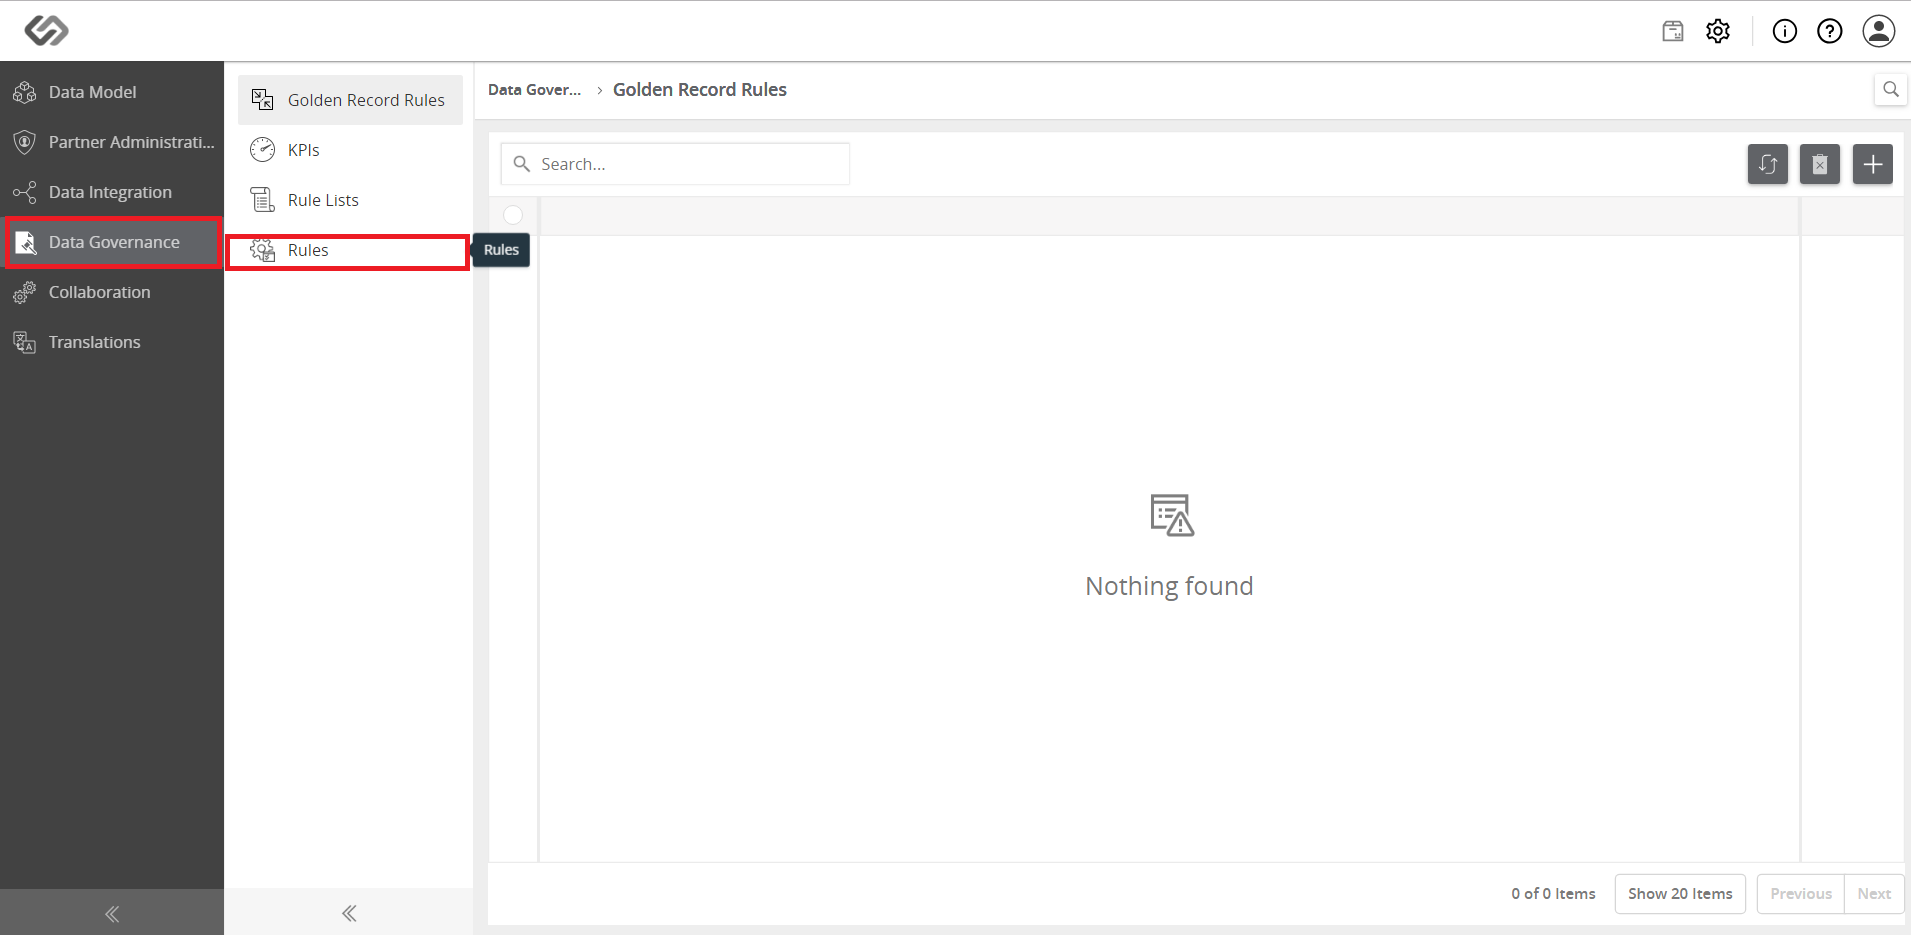 Data Model
Partner Administrati...
Data Integration
Data Governance
Collaboration
Translations
Golden Record Rules
KPIs
Rule Lists
Rules
Rules
Data Gover... › Golden Record Rules
Search...
Nothing found
0 of 0 Items Show 20 Items Previous Next